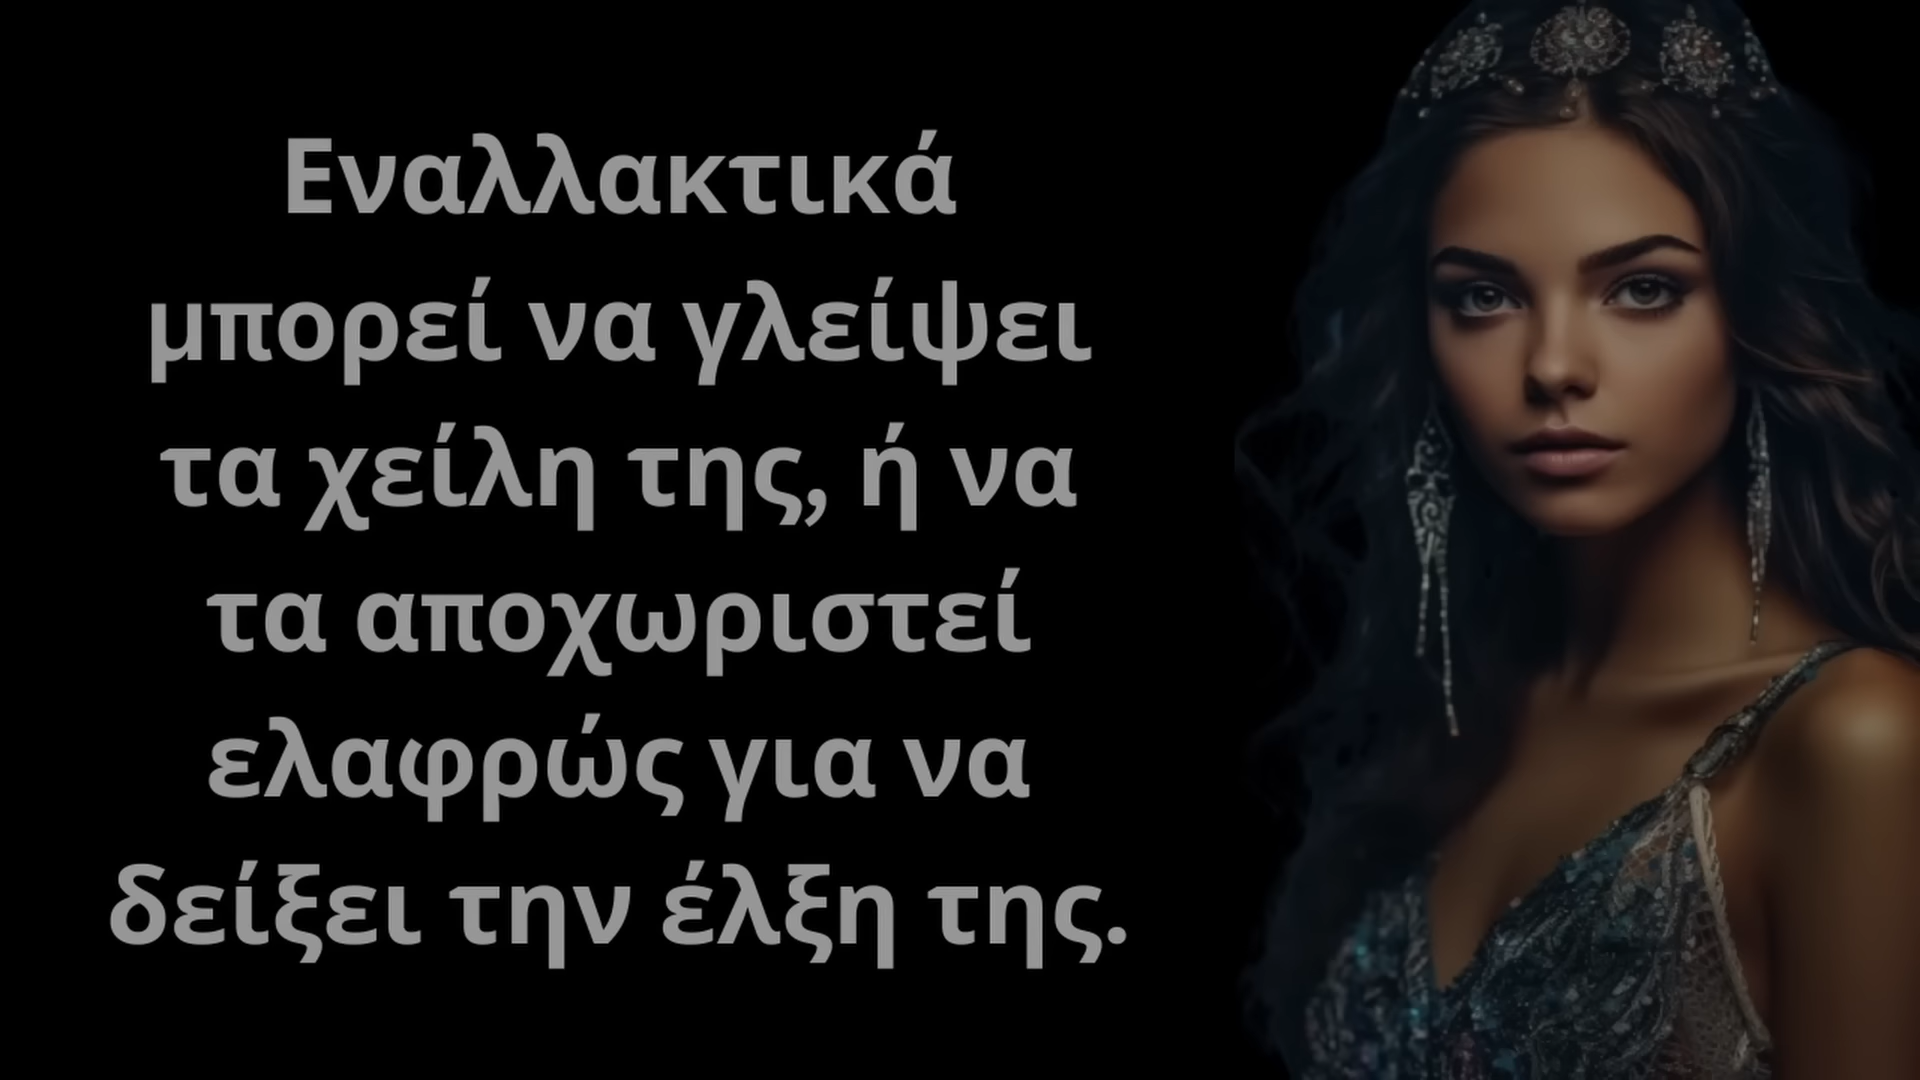 Εναλλακτικά
μπορεί να γλείψει
τα χείλη της, ή να
τα αποχωριστεί
ελαφρώς για να
δείξει την έλξη της.